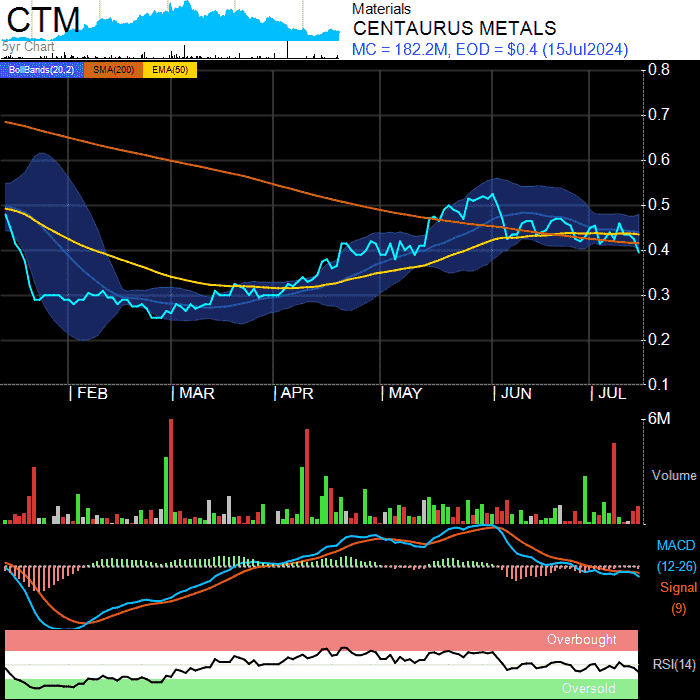 CTM
5yr Chart
Materials
CENTAURUS METALS
MC = 182.2M, EOD = $0.4 (15Jul2024)
BollBands(20,2) SMA(200) EMA(50)
0.8
0.7
0.6
0.5
0.4
0.3
0.2
0.1
FEB MAR APR MAY JUN JUL
6M
Volume
MACD
(12-26)
Signal
(9)
Overbought
RSI(14)
Oversold